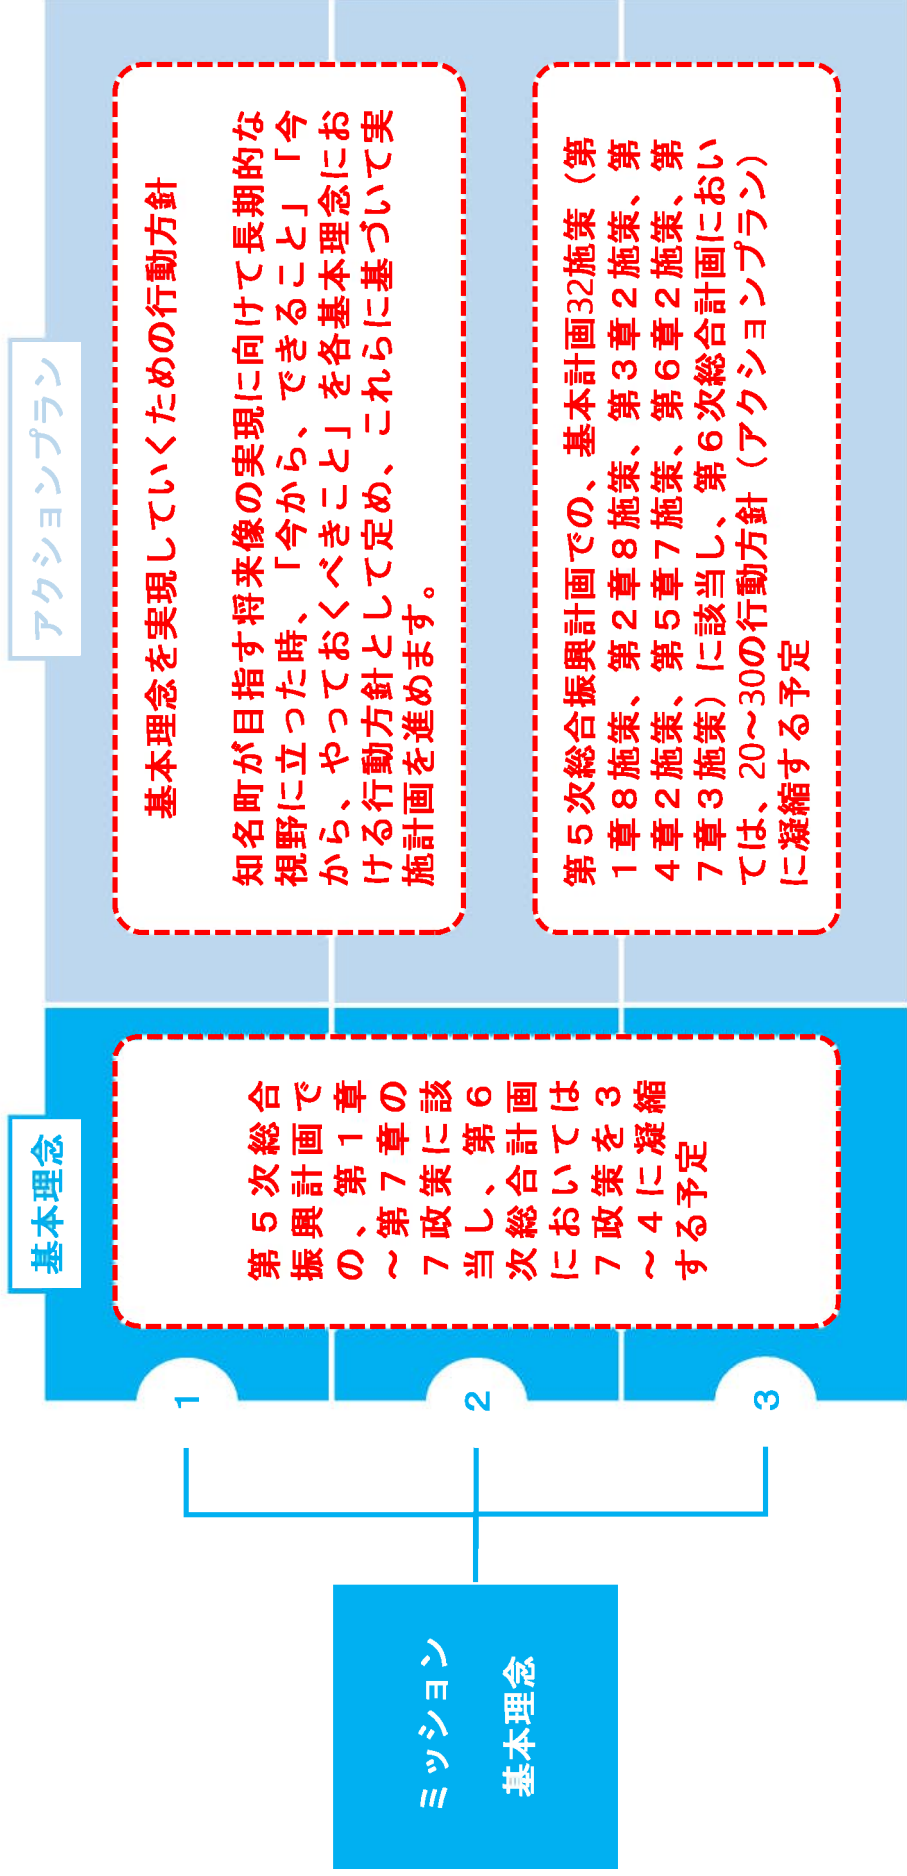 ミッション
基本理念
1
2
3
基本理念
第５次総合
振興計画で
の、第１章
～第７章の
７政策に該
当し、第６
次総合計画
においては
７政策を３
～４に凝縮
する予定
アクションプラン
基本理念を実現していくための行動方針
知名町が目指す将来像の実現に向けて長期的な
視野に立った時、「今から、できること」「今
から、やっておくべきこと」を各基本理念にお
ける行動方針として定め、これらに基づいて実
施計画を進めます。
第５次総合振興計画での、基本計画32施策（第
１章８施策、第２章８施策、第３章２施策、第
４章２施策、第５章７施策、第６章２施策、第
７章３施策）に該当し、第６次総合計画におい
ては、20～30の行動方針（アクションプラン）
に凝縮する予定